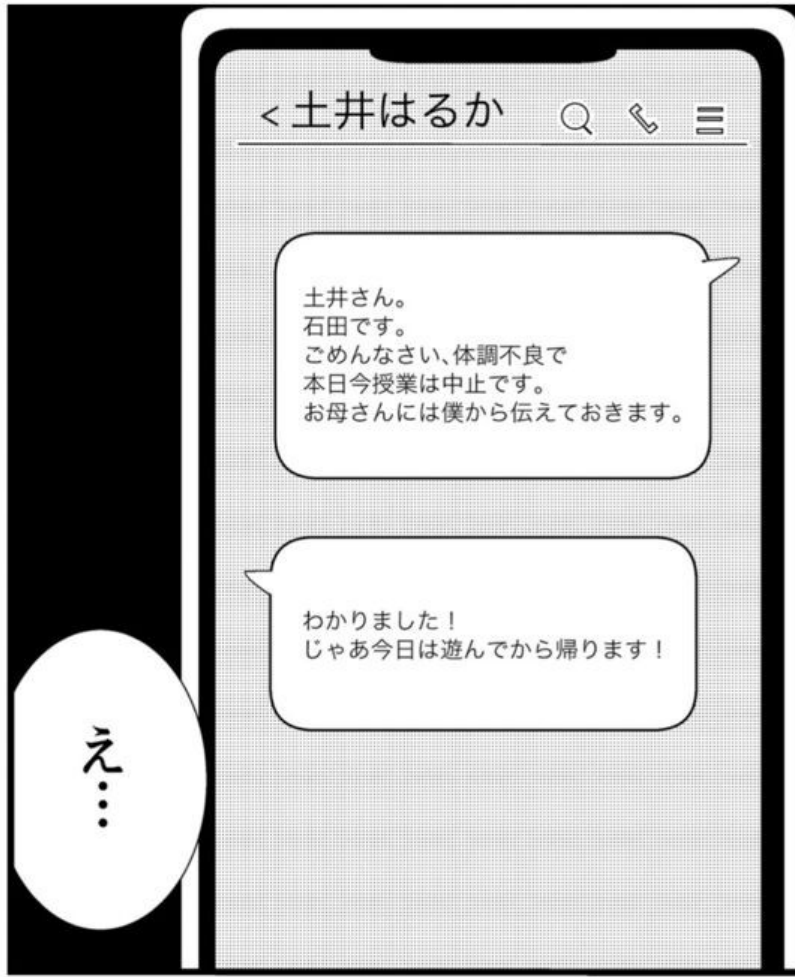 < 土井はるか
土井さん。
石田です。
ごめんなさい、体調不良で
本日今授業は中止です。
お母さんには僕から伝えておきます。
わかりました！
じゃあ今日は遊んでから帰ります！
え…